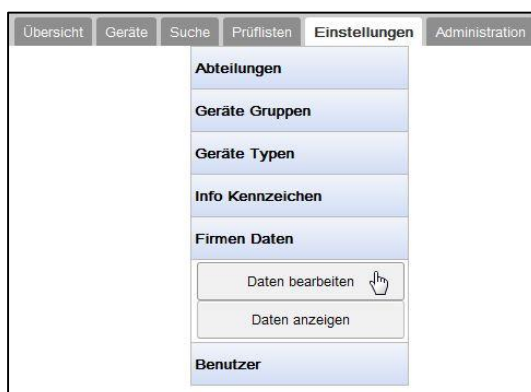 Übersicht Geräte Suche Prüflisten Einstellungen Administration
Abteilungen
Geräte Gruppen
Geräte Typen
Info Kennzeichen
Firmen Daten
Daten bearbeiten
Daten anzeigen
Benutzer